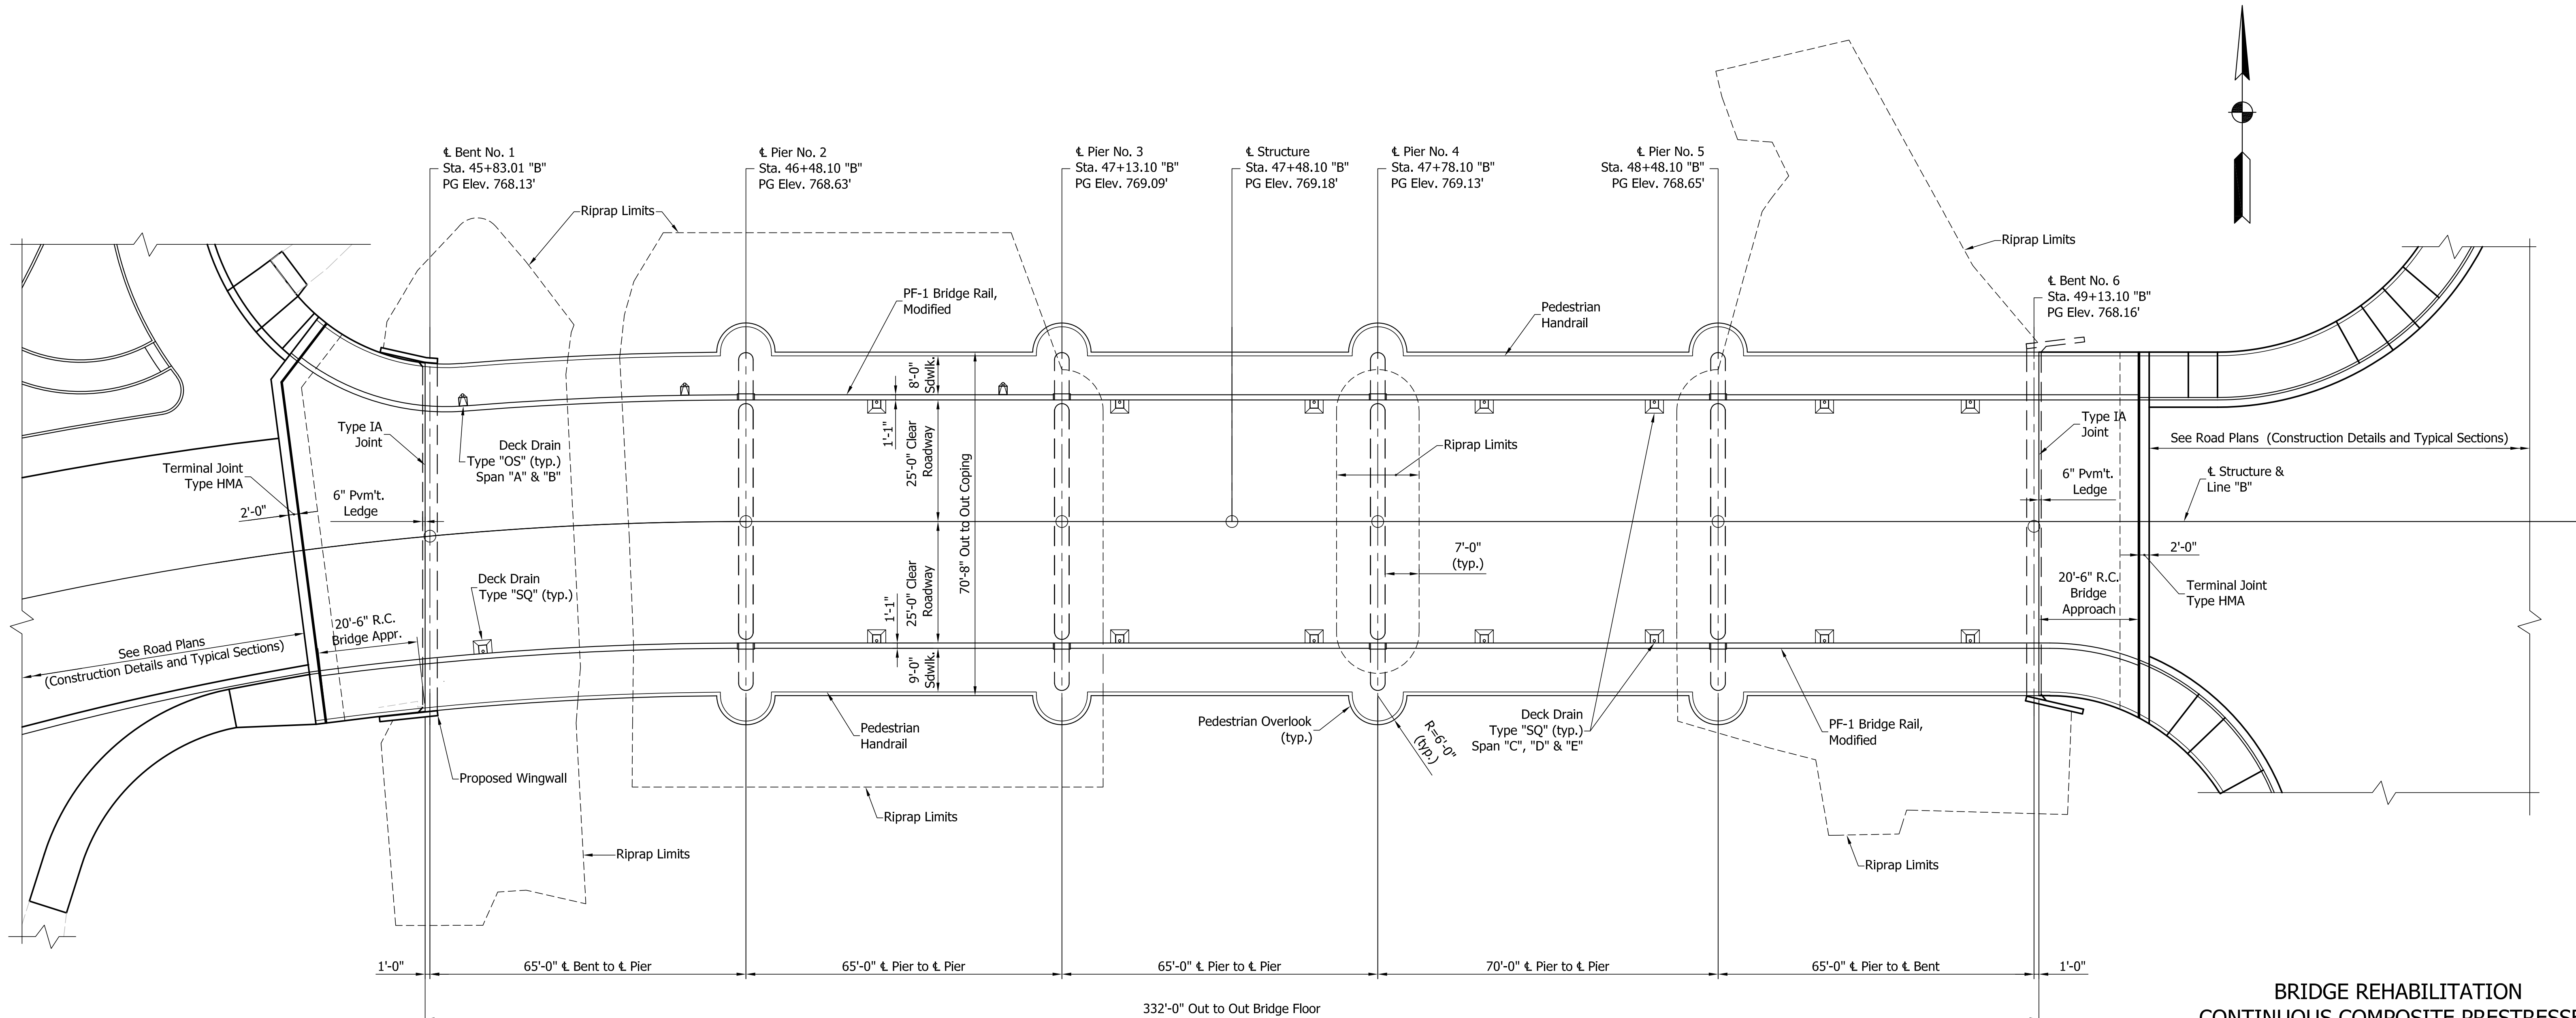 ℄ Bent No. 1
Sta. 45+83.01 "B"
PG Elev. 768.13'
℄ Pier No. 2
Sta. 46+48.10 "B"
PG Elev. 768.63'
℄ Pier No. 3
Sta. 47+13.10 "B"
PG Elev. 769.09'
℄ Structure
Sta. 47+48.10 "B"
PG Elev. 769.18'
℄ Pier No. 4
Sta. 47+78.10 "B"
PG Elev. 769.13'
℄ Pier No. 5
Sta. 48+48.10 "B"
PG Elev. 768.65'
Riprap Limits
Riprap Limits
℄ Bent No. 6
Sta. 49+13.10 "B"
PG Elev. 768.16'
PF-1 Bridge Rail,
Modified
Pedestrian
Handrail
8'-0"
Sdwlk.
Type IA
Joint
1'-1"
Deck Drain
Type "OS" (typ.)
Span "A" & "B"
25'-0" Clear
Roadway
Riprap Limits
Type IA
Joint
See Road Plans (Construction Details and Typical Sections)
Terminal Joint
Type HMA
2'-0"
6" Pvm't.
Ledge
70'-8" Out to Out Coping
6" Pvm't.
Ledge
℄ Structure &
Line "B"
7'-0"
(typ.)
2'-0"
Deck Drain
Type "SQ" (typ.)
1'-1"
25'-0" Clear
Roadway
20'-6" R.C.
Bridge
Approach
Terminal Joint
Type HMA
20'-6" R.C.
Bridge Appr.
See Road Plans
(Construction Details and Typical Sections)
9'-0"
Sdwlk.
Pedestrian
Handrail
Pedestrian Overlook
(typ.)
R=6'-0"
(typ.)
Deck Drain
Type "SQ" (typ.)
Span "C", "D" & "E"
PF-1 Bridge Rail,
Modified
Proposed Wingwall
Riprap Limits
Riprap Limits
Riprap Limits
1'-0"
65'-0" ℄ Bent to ℄ Pier
65'-0" ℄ Pier to ℄ Pier
65'-0" ℄ Pier to ℄ Pier
70'-0" ℄ Pier to ℄ Pier
65'-0" ℄ Pier to ℄ Bent
1'-0"
332'-0" Out to Out Bridge Floor
BRIDGE REHABILITATION
CONTINUOUS COMPOSITE PRESTRESSE